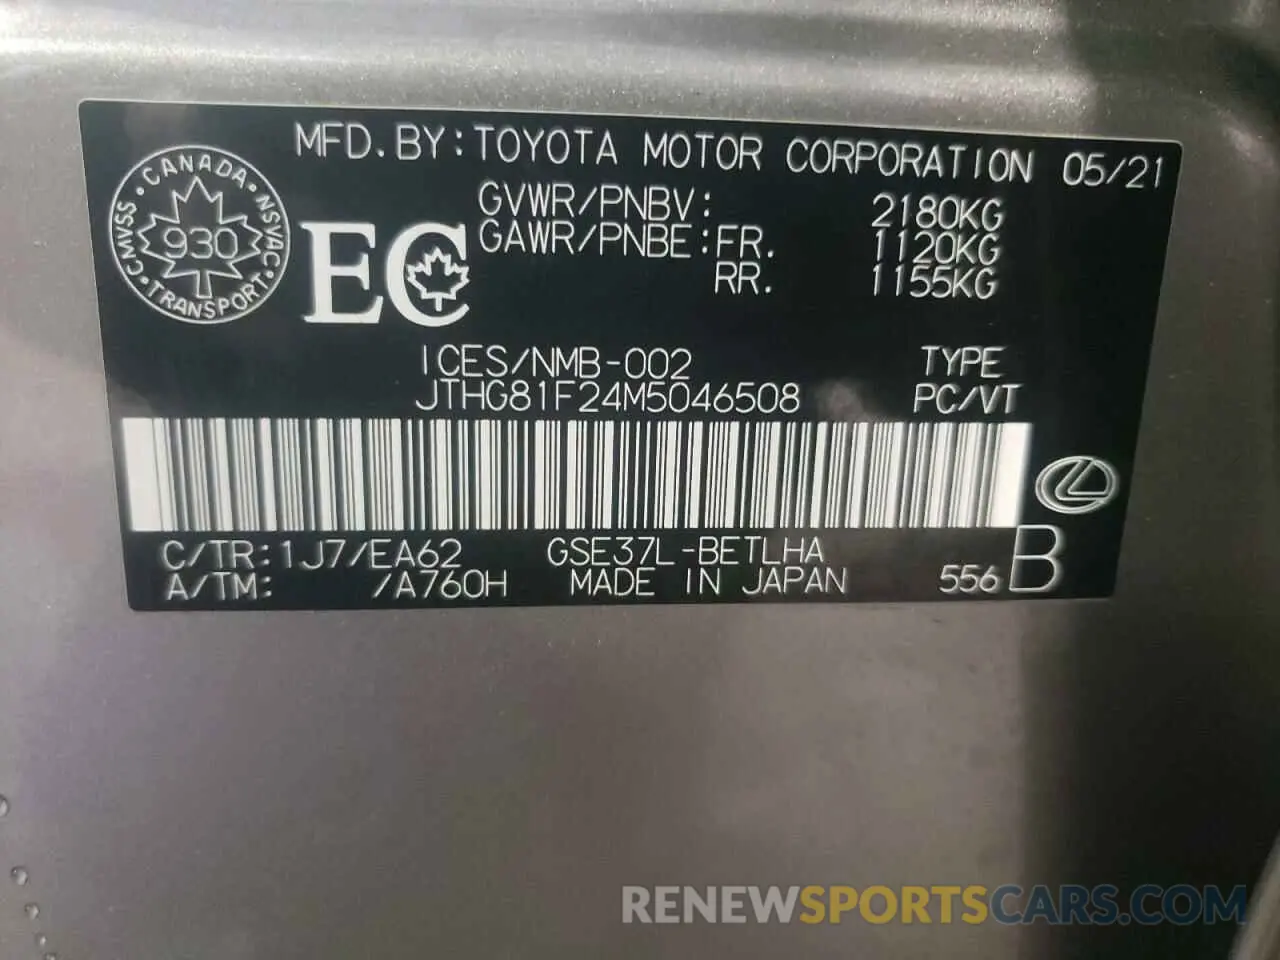 MFD.BY:TOYOTA MOTOR CORPORATION 05/21
GVWR/PNBV: 2180KG
GAWR/PNBE:FR. 1120KG
RR. 1155KG
CANADA
CMVSS
930
NSVAC
TRANSPORT
EC
ICES/NMB-002 TYPE
JTHG81F24M5046508 PC/VT
C/TR:1J7/EA62 GSE37L-BETLHA
A/TM: /A760H MADE IN JAPAN 556 B
RENEWSPORTSCARS.COM